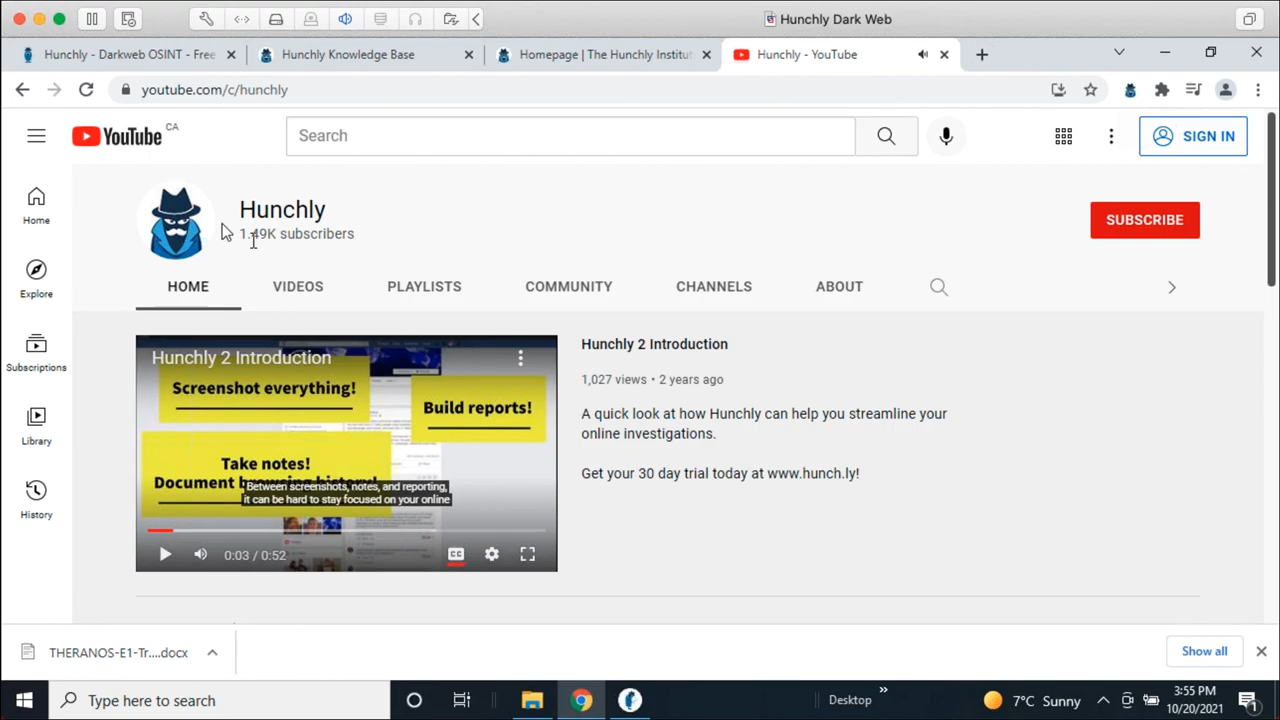 Hunchly Dark Web
Hunchly - Darkweb OSINT - Free
Hunchly Knowledge Base
Homepage | The Hunchly Institut
Hunchly - YouTube
youtube.com/c/hunchly
YouTube CA
Search
SIGN IN
Home
Explore
Subscriptions
Library
History
Hunchly
1.49K subscribers
SUBSCRIBE
HOME
VIDEOS
PLAYLISTS
COMMUNITY
CHANNELS
ABOUT
Hunchly 2 Introduction
Screenshot everything!
Build reports!
Take notes!
Document browsing history!
Between screenshots, notes, and reporting,
it can be hard to stay focused on your online
0:03 / 0:52
CC
Hunchly 2 Introduction
1,027 views • 2 years ago
A quick look at how Hunchly can help you streamline your
online investigations.
Get your 30 day trial today at www.hunch.ly!
THERANOS-E1-Tr....docx
Show all
Type here to search
Desktop
7°C Sunny
3:55 PM
10/20/2021
1